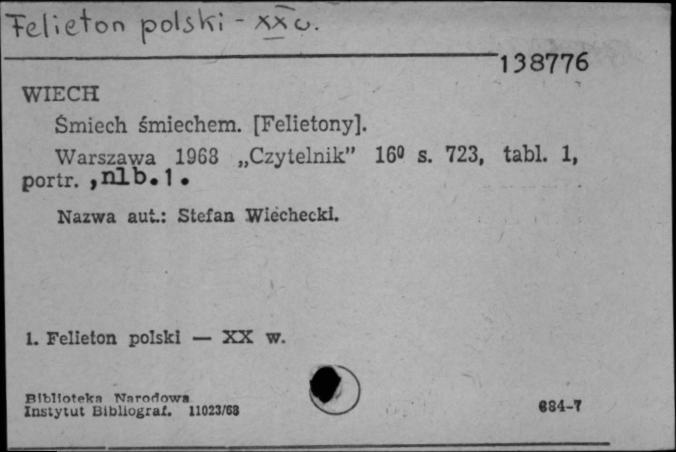 Felieton polski - XX w.
138776
WIECH
Śmiech śmiechem. [Felietony].
Warszawa 1968 „Czytelnik” 16⁰ s. 723, tabl. 1,
portr. , nlb. 1.
Nazwa aut.: Stefan Wiechecki.
1. Felieton polski — XX w.
Biblioteka Narodowa
Instytut Bibliograf. 11023/68
684-7